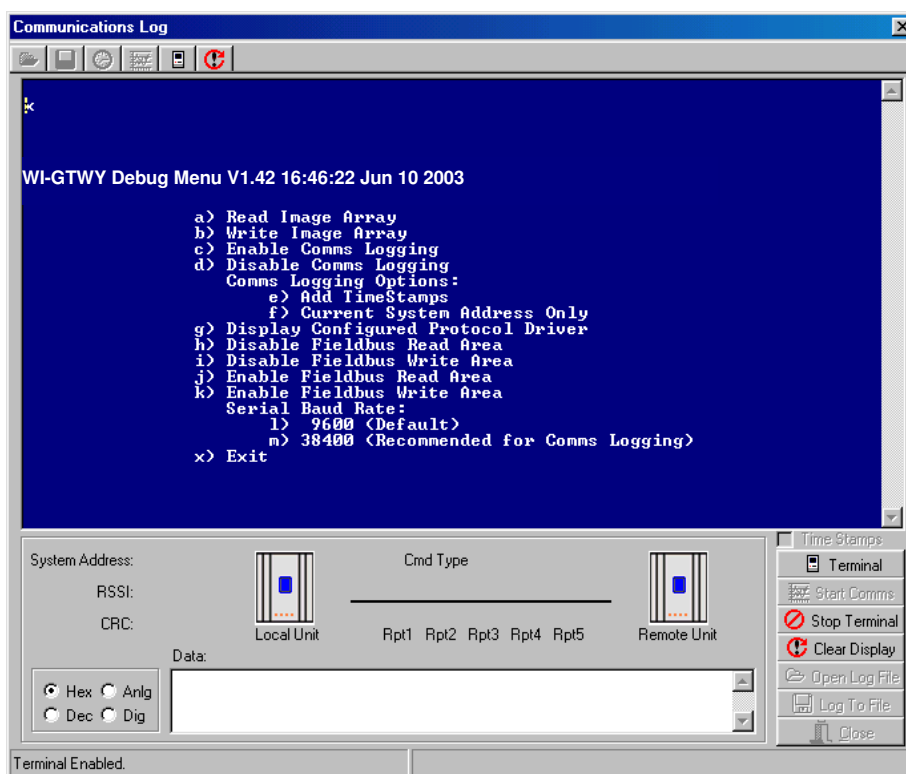 Communications Log
k
WI-GTWY Debug Menu V1.42 16:46:22 Jun 10 2003
a) Read Image Array
b) Write Image Array
c) Enable Comms Logging
d) Disable Comms Logging
Comms Logging Options:
e) Add TimeStamps
f) Current System Address Only
g) Display Configured Protocol Driver
h) Disable Fieldbus Read Area
i) Disable Fieldbus Write Area
j) Enable Fieldbus Read Area
k) Enable Fieldbus Write Area
Serial Baud Rate:
l) 9600 (Default)
m) 38400 (Recommended for Comms Logging)
x) Exit
System Address:
RSSI:
CRC:
Local Unit
Cmd Type
Rpt1 Rpt2 Rpt3 Rpt4 Rpt5
Remote Unit
Data:
Hex Anlg
Dec Dig
Time Stamps
Terminal
Start Comms
Stop Terminal
Clear Display
Open Log File
Log To File
Close
Terminal Enabled.